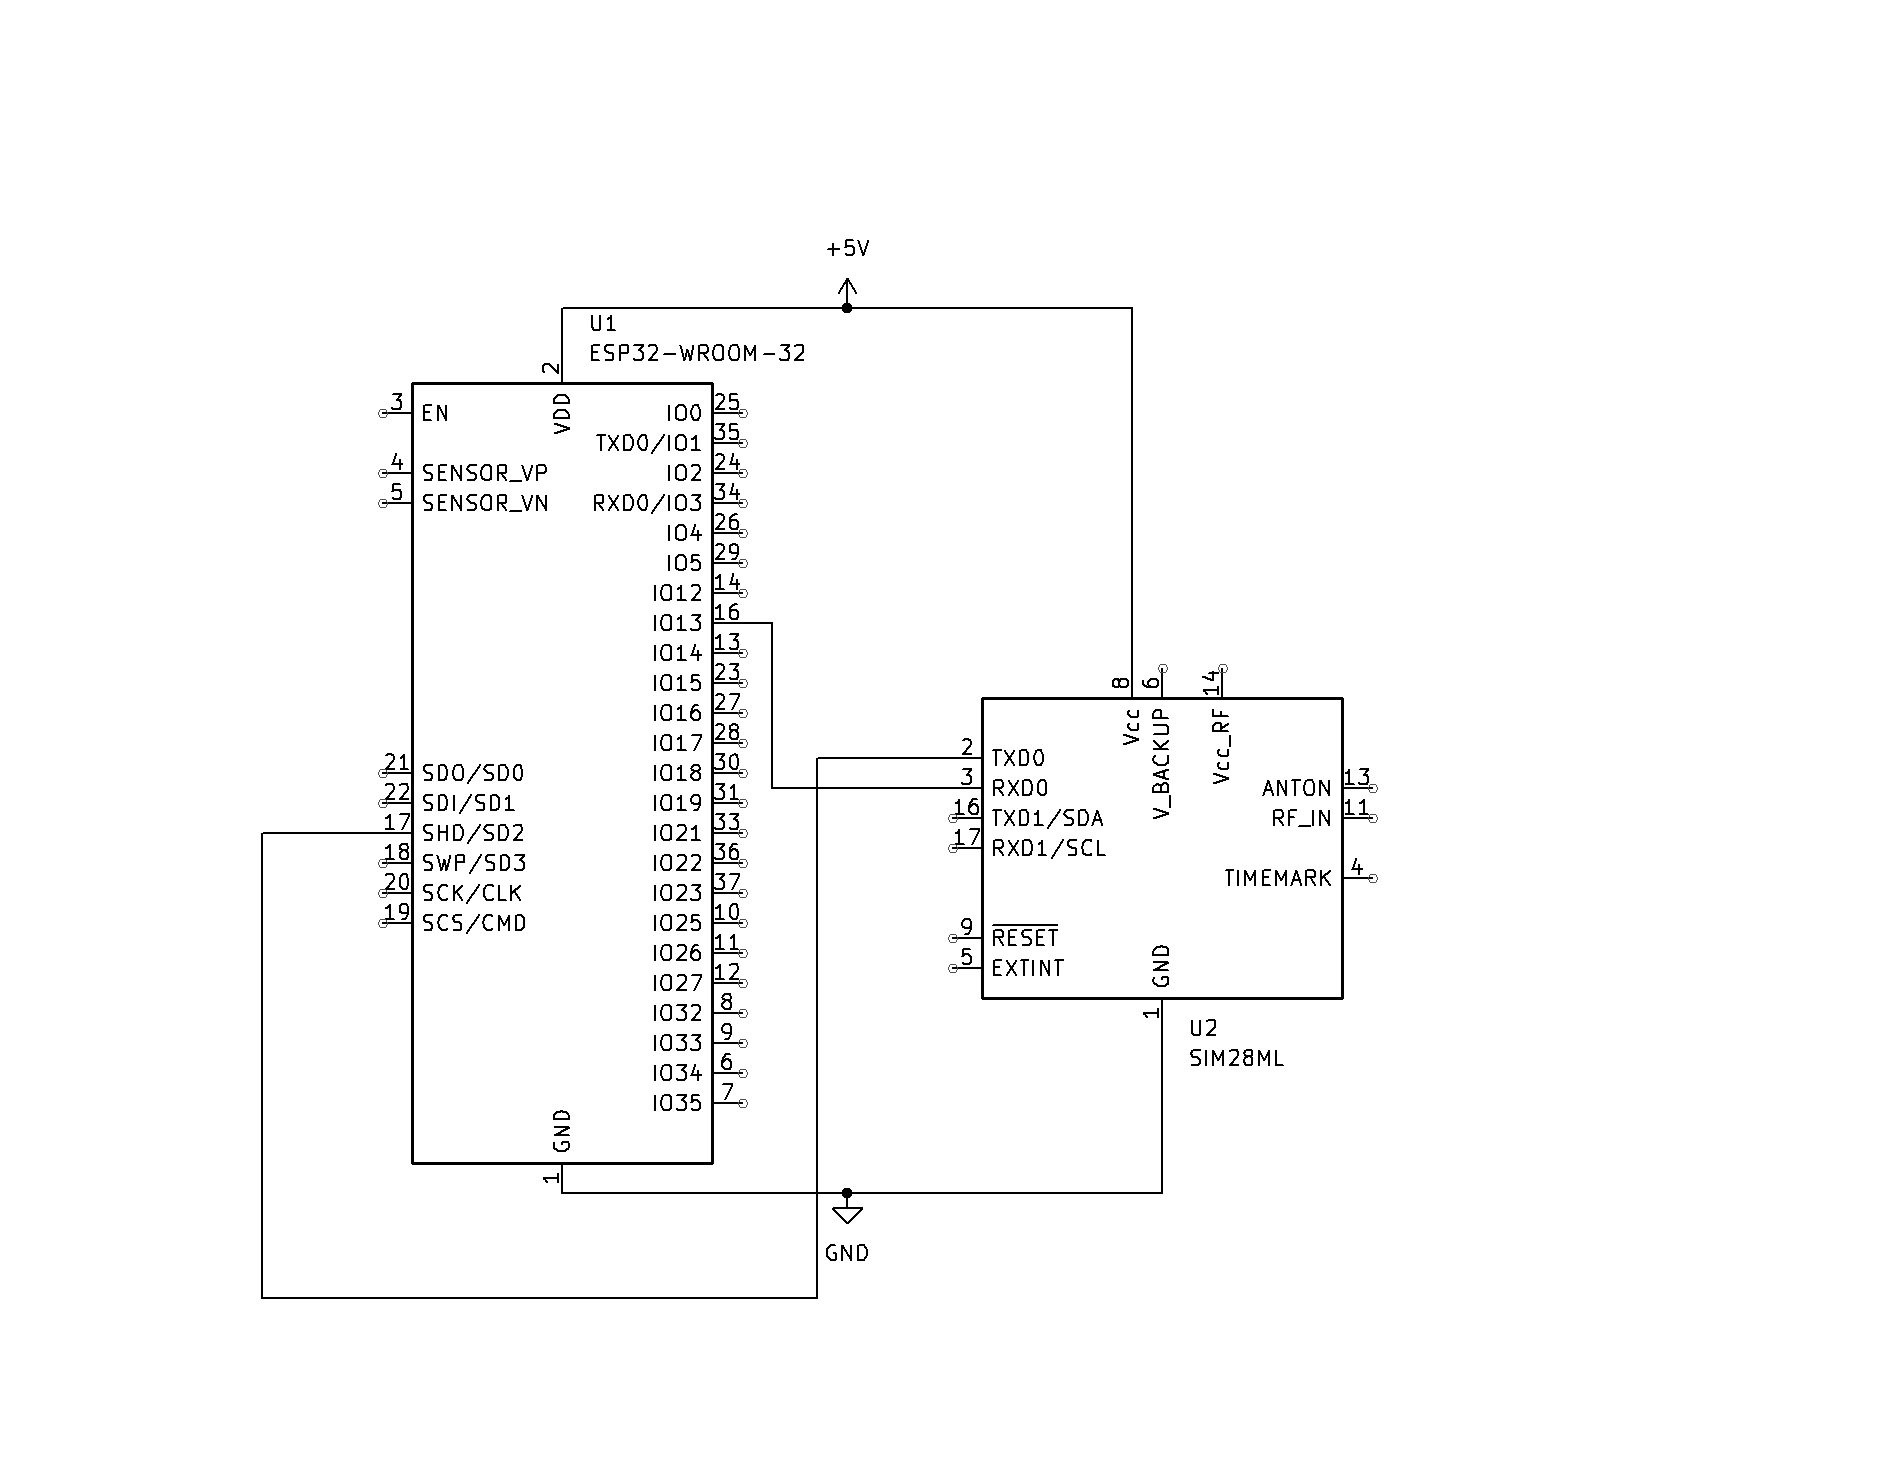 +5V
U1
ESP32-WROOM-32
2
VDD
3 EN
4 SENSOR_VP
5 SENSOR_VN
21 SDO/SD0
22 SDI/SD1
17 SHD/SD2
18 SWP/SD3
20 SCK/CLK
19 SCS/CMD
IO0 25
TXD0/IO1 35
IO2 24
RXD0/IO3 34
IO4 26
IO5 29
IO12 14
IO13 16
IO14 13
IO15 23
IO16 27
IO17 28
IO18 30
IO19 31
IO21 33
IO22 36
IO23 37
IO25 10
IO26 11
IO27 12
IO32 8
IO33 9
IO34 6
IO35 7
GND
1
8
Vcc
6
V_BACKUP
14
Vcc_RF
2 TXD0
3 RXD0
16 TXD1/SDA
17 RXD1/SCL
9 RESET
5 EXTINT
ANTON 13
RF_IN 11
TIMEMARK 4
GND
1
U2
SIM28ML
GND